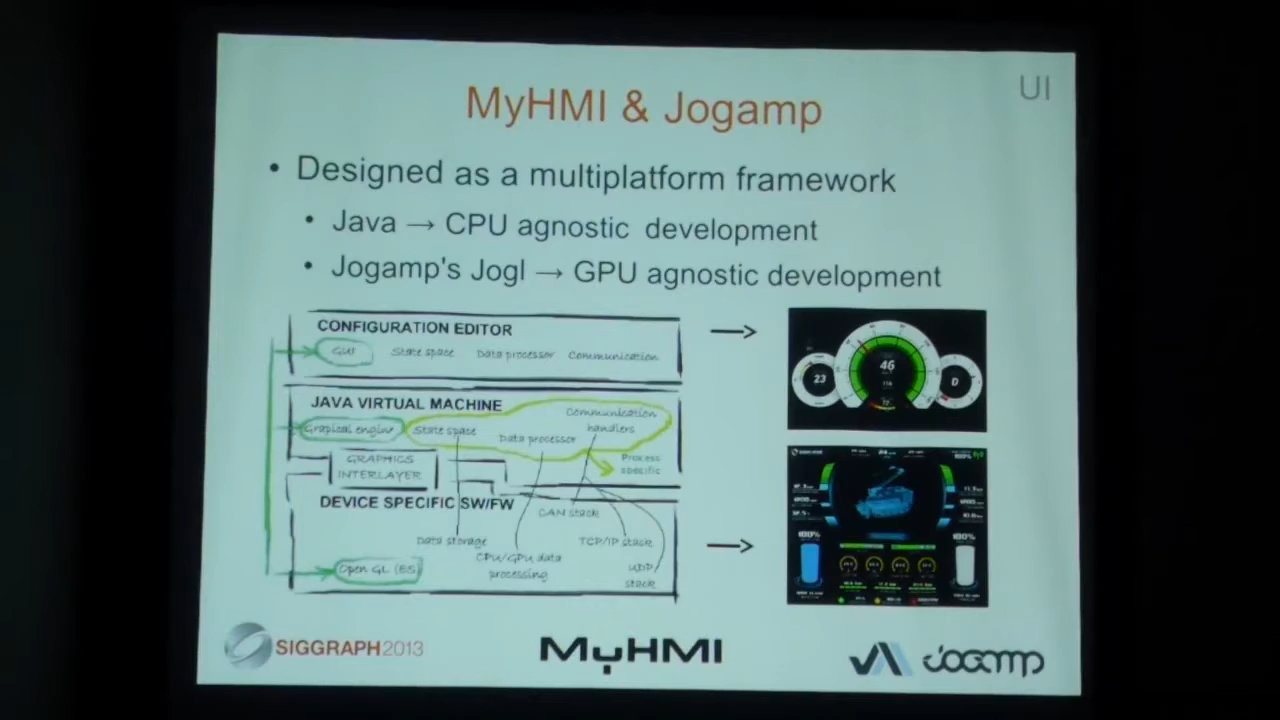 UI
MyHMI & Jogamp
• Designed as a multiplatform framework
• Java → CPU agnostic development
• Jogamp's Jogl → GPU agnostic development
CONFIGURATION EDITOR
GUI State space Data processor Communication
JAVA VIRTUAL MACHINE
Communication
handlers
Grapical engine State space
Data processor
Process
specific
GRAPHICS
INTERLAYER
DEVICE SPECIFIC SW/FW
CAN stack
Data storage
TCP/IP stack
CPU/GPU data
processing
UDP
stack
Open GL (ES
23
46
116
D
100%
100%
100%
SIGGRAPH2013
MyHMI
JOGAMP